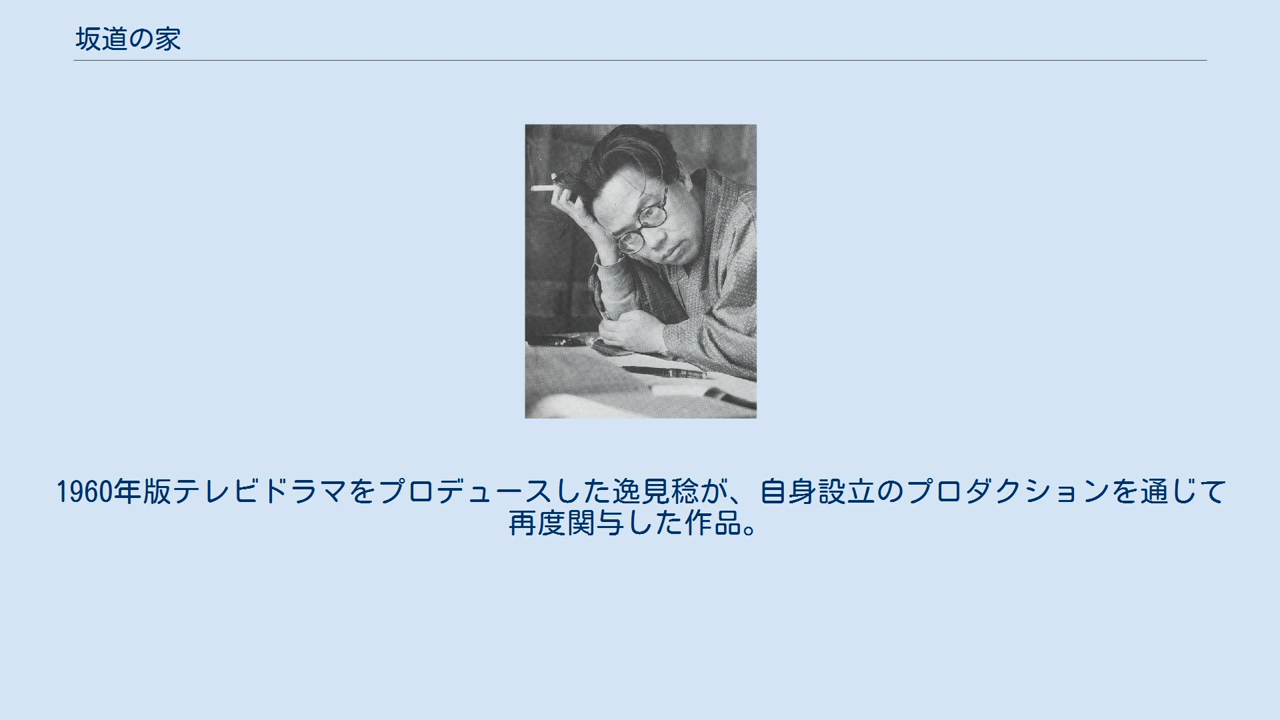 坂道の家
1960年版テレビドラマをプロデュースした逸見稔が、自身設立のプロダクションを通じて
再度関与した作品。